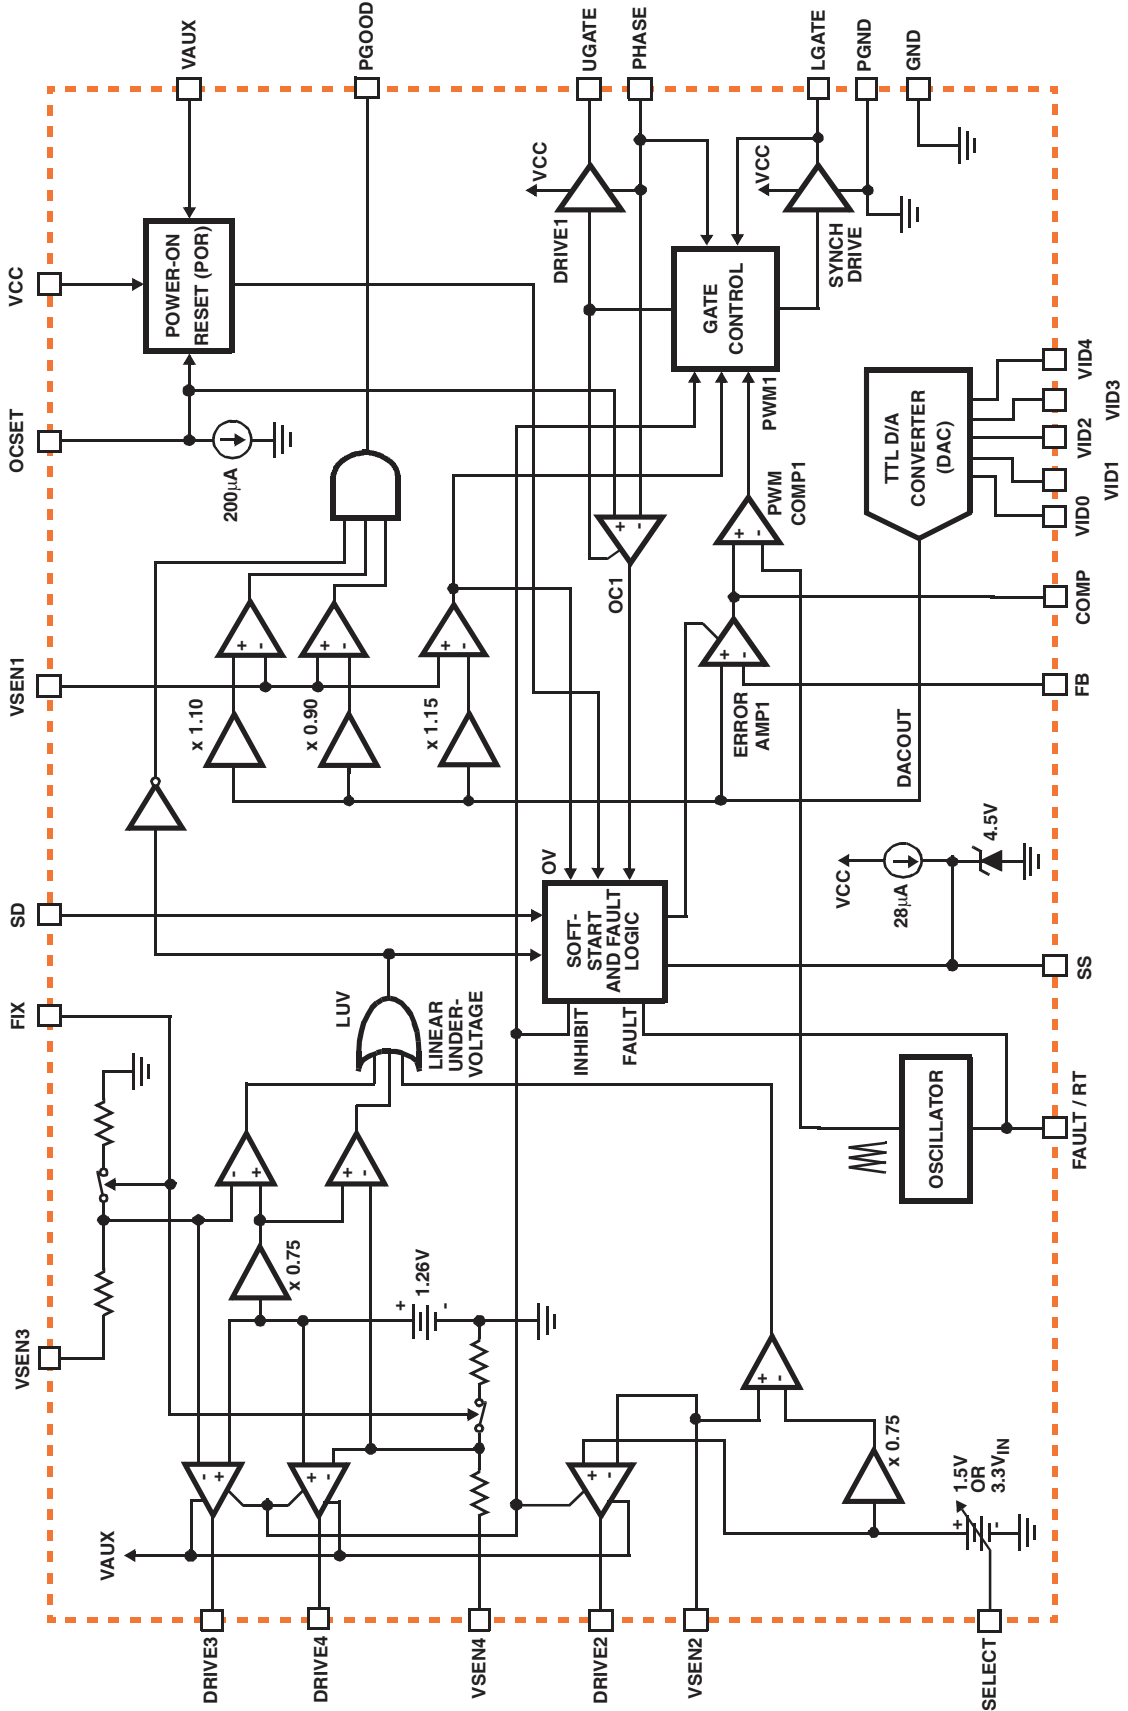 VSEN3
FIX
SD
VSEN1
OCSET
VCC
VAUX
PGOOD
UGATE
PHASE
LGATE
PGND
GND
POWER-ON
RESET (POR)
200μA
x 1.10
x 0.90
x 1.15
VCC
DRIVE1
VCC
SYNCH
DRIVE
GATE
CONTROL
PWM1
PWM
COMP1
OC1
+
-
+
-
+
-
+
-
+
-
+
-
ERROR
AMP1
TTL D/A
CONVERTER
(DAC)
DACOUT
VID4
VID3
VID2
VID1
VID0
COMP
FB
SS
FAULT / RT
4.5V
VCC
28μA
OV
SOFT-
START
AND FAULT
LOGIC
INHIBIT
FAULT
LUV
LINEAR
UNDER-
VOLTAGE
OSCILLATOR
-
+
+
-
x 0.75
+
1.26V
-
-
+
+
-
+
-
+
-
x 0.75
1.5V
OR
3.3VIN
+
-
VAUX
DRIVE3
DRIVE4
VSEN4
DRIVE2
VSEN2
SELECT